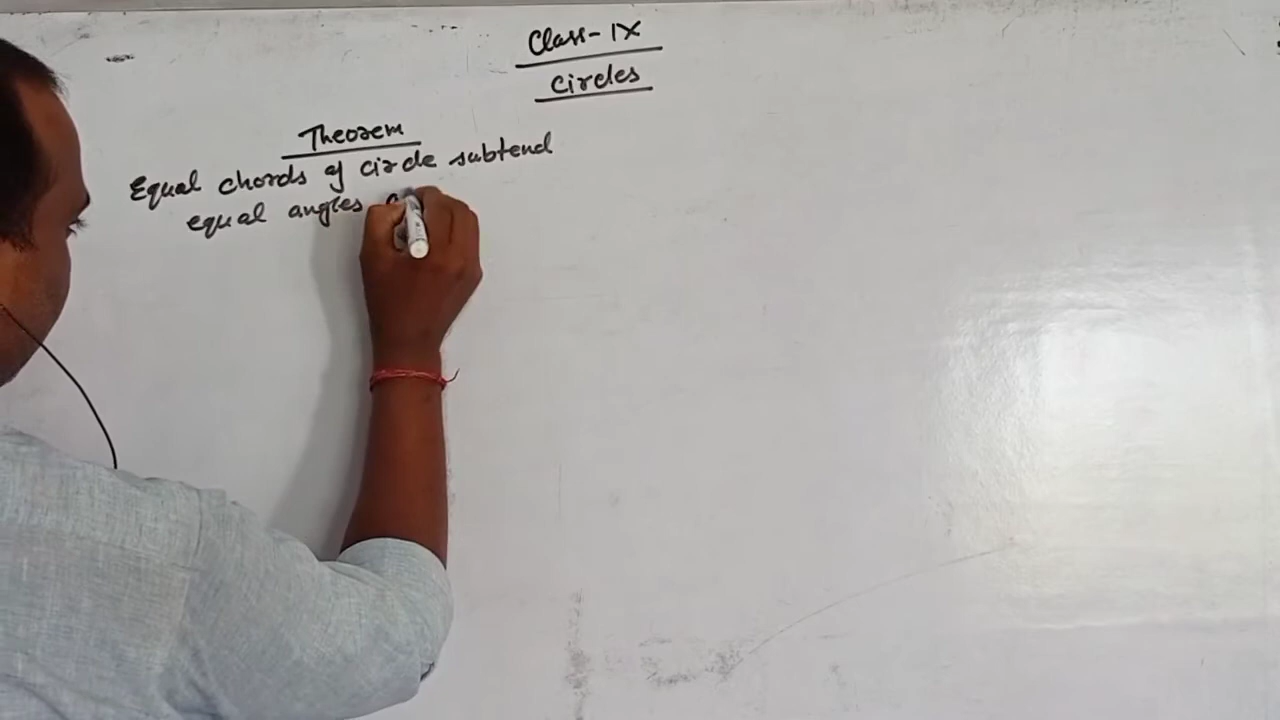 Class-IX
Circles
Theorem
Equal chords of circle subtend
equal angles